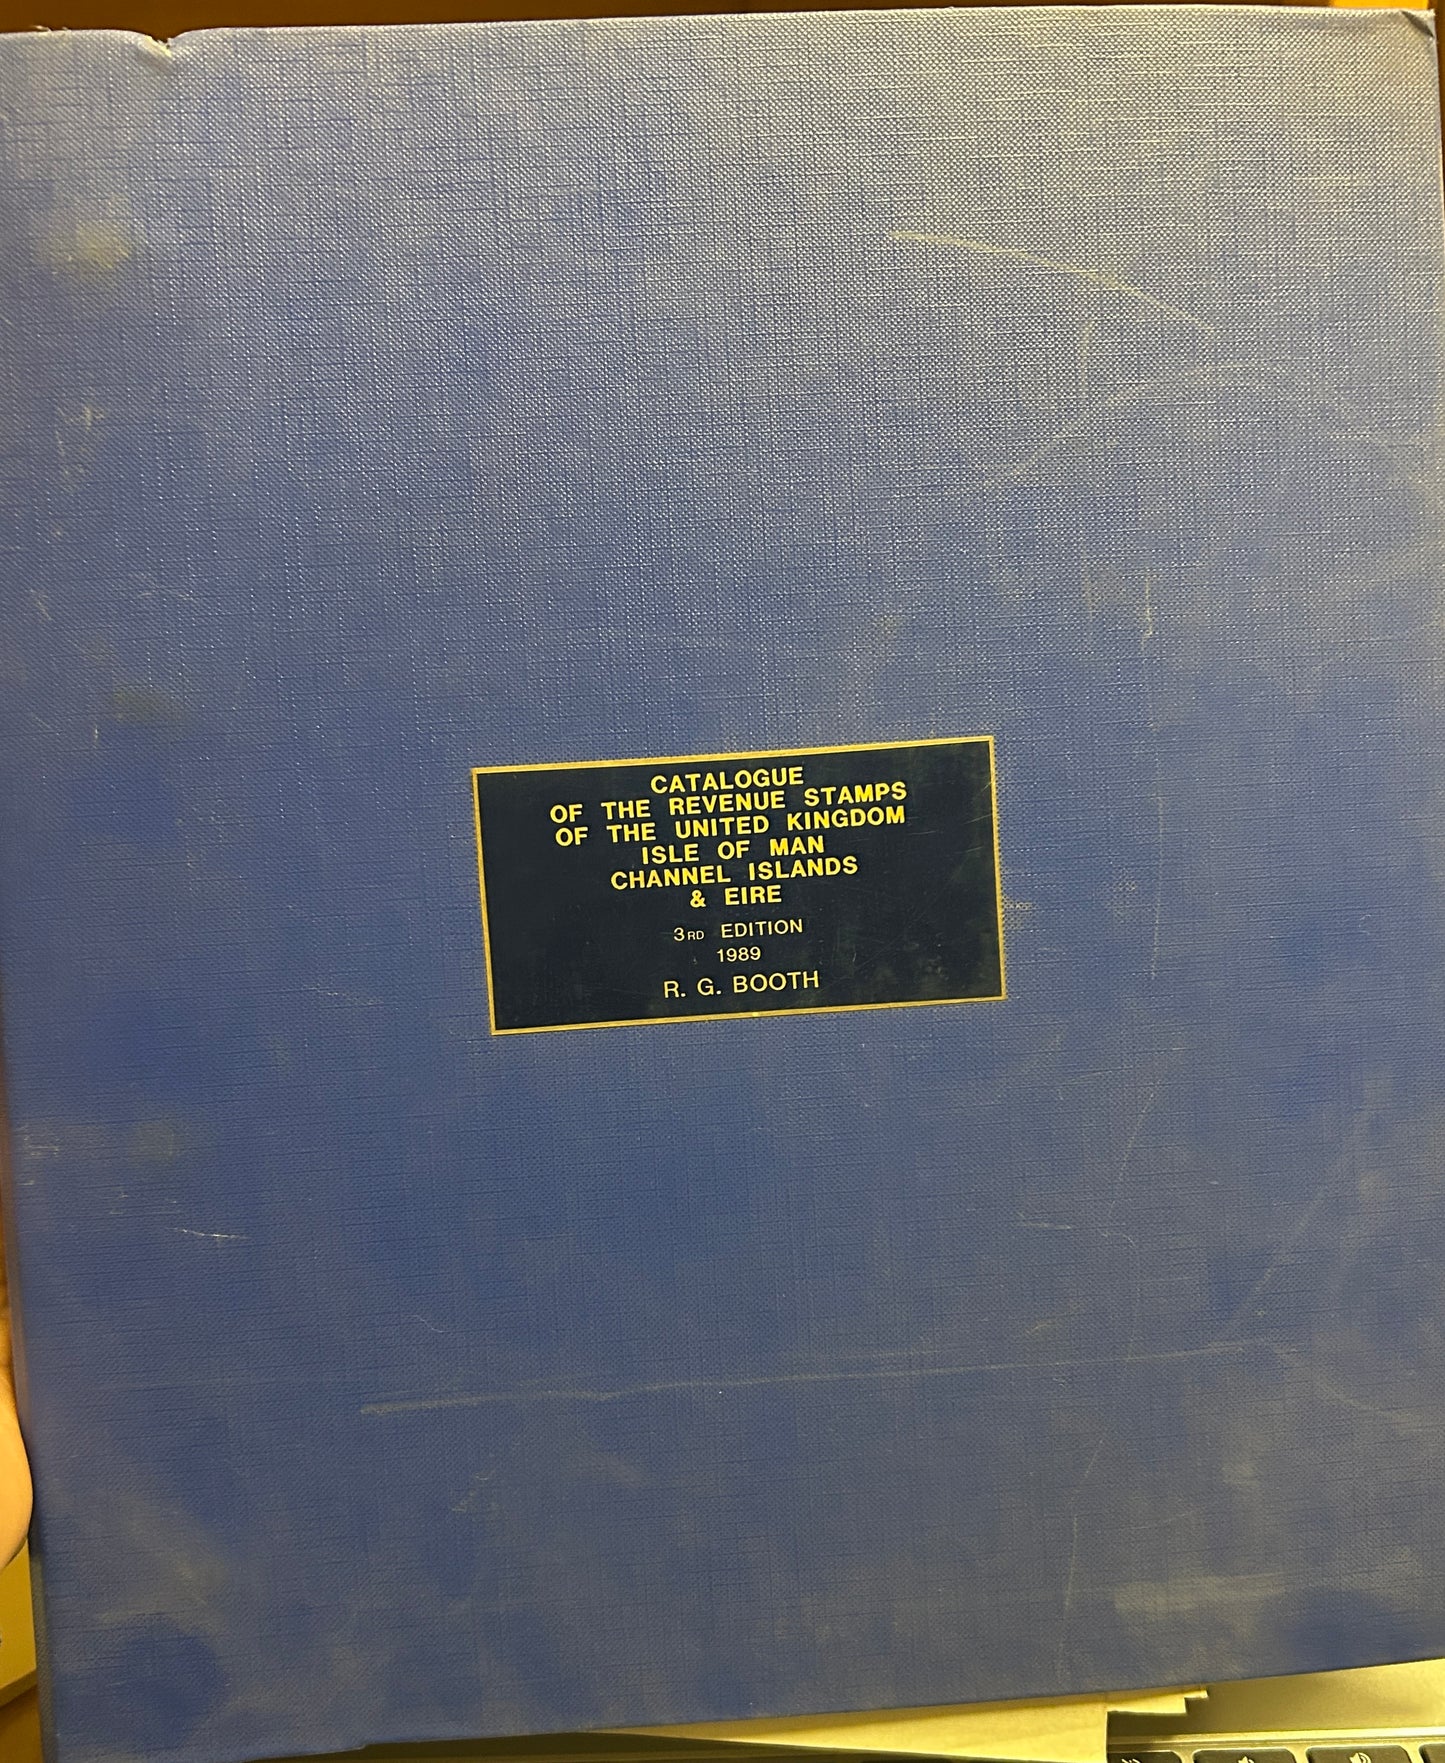 CATALOGUE
OF THE REVENUE STAMPS
OF THE UNITED KINGDOM
ISLE OF MAN
CHANNEL ISLANDS
& EIRE
3RD EDITION
1989
R. G. BOOTH